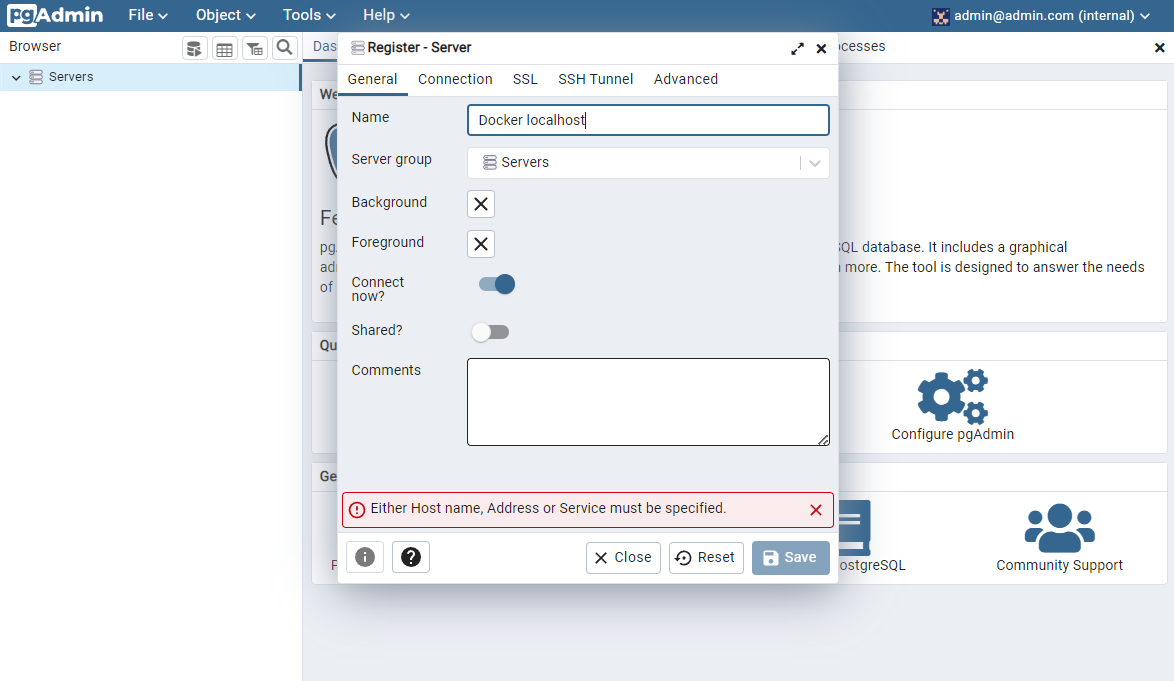 pgAdmin File Object Tools Help admin@admin.com (internal)
Browser
Servers
Das
ocesses
Register - Server
General Connection SSL SSH Tunnel Advanced
Name Docker localhost
Server group Servers
Background
Foreground
Connect now?
Shared?
Comments
Either Host name, Address or Service must be specified.
Close Reset Save
We
Fe
pg
SQL database. It includes a graphical
adr
more. The tool is designed to answer the needs
of
Qu
Configure pgAdmin
Ge
P
ostgreSQL
Community Support